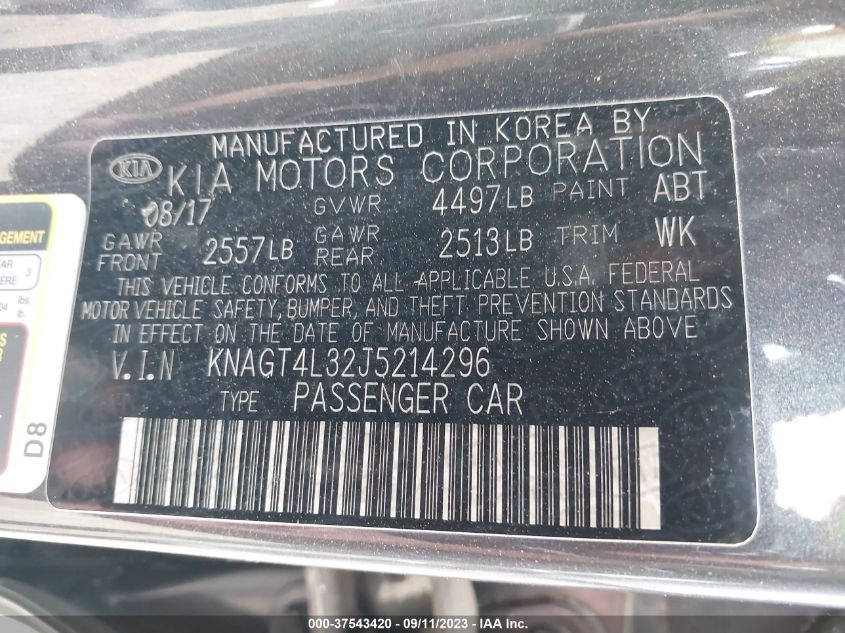 MANUFACTURED IN KOREA BY
KIA KIA MOTORS CORPORATION
08/17 GVWR 4497LB PAINT ABT
GAWR FRONT 2557LB GAWR REAR 2513LB TRIM WK
THIS VEHICLE CONFORMS TO ALL APPLICABLE U.S.A. FEDERAL
MOTOR VEHICLE SAFETY, BUMPER, AND THEFT PREVENTION STANDARDS
IN EFFECT ON THE DATE OF MANUFACTURE SHOWN ABOVE
V.I.N KNAGT4L32J5214296
TYPE PASSENGER CAR
3
lbs.
lb.
D8
000-37543420 - 09/11/2023 - IAA Inc.